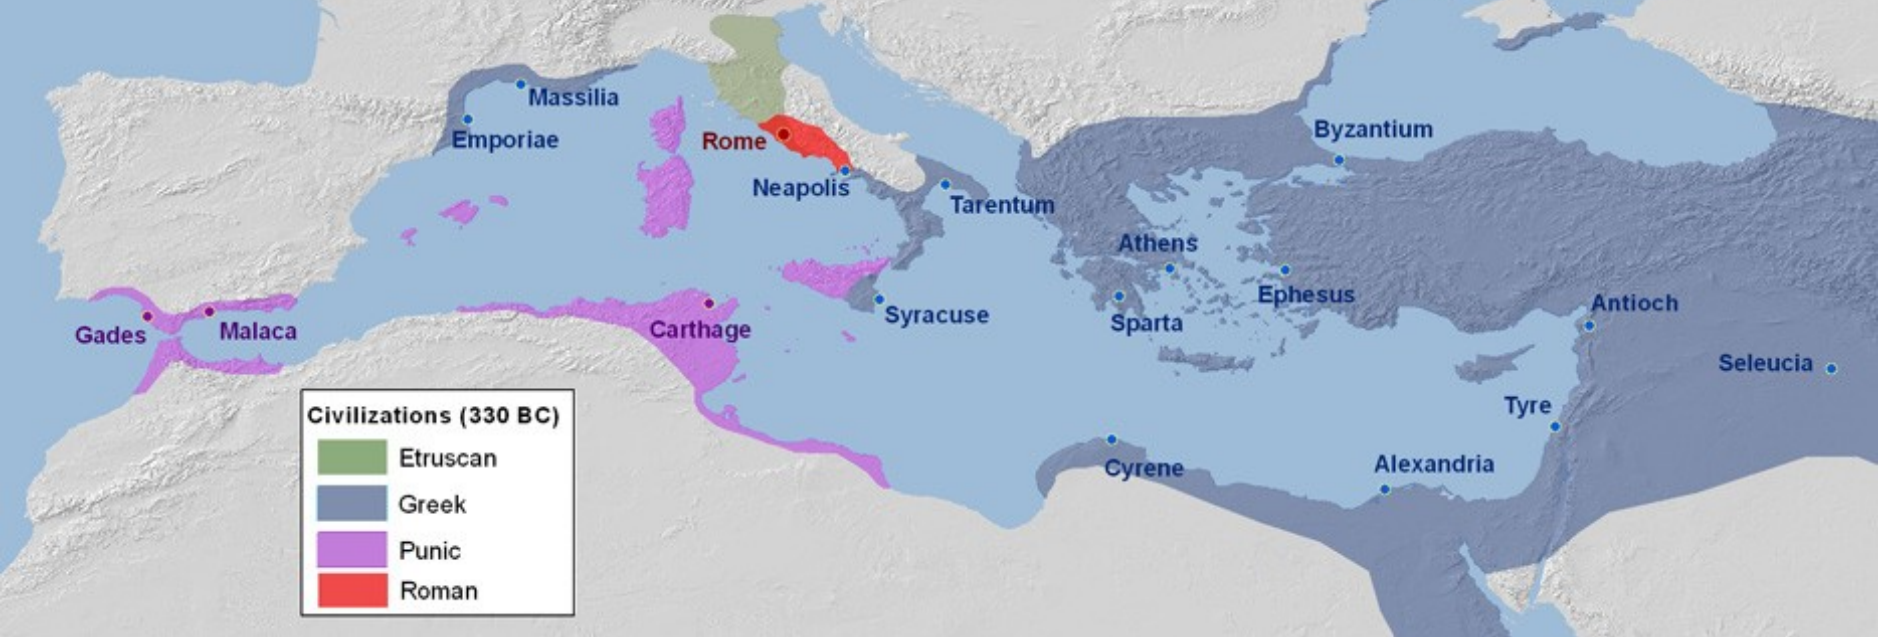 Massilia
Emporiae
Rome
Byzantium
Neapolis
Tarentum
Athens
Ephesus
Sparta
Antioch
Syracuse
Gades
Malaca
Carthage
Seleucia
Tyre
Cyrene
Alexandria
Civilizations (330 BC)
Etruscan
Greek
Punic
Roman